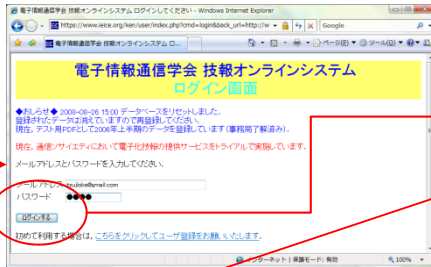 電子情報通信学会 技報オンラインシステム ログインしてください - Windows Internet Explorer
https://www.ieice.org/ken/user/index.php?cmd=login&back_url=http://w
Google
電子情報通信学会 技報オンラインシステム ロ...
ページ(P) ツール(O)
電子情報通信学会 技報オンラインシステム
ログイン画面
◆おしらせ◆ 2008-08-26 15:00 データベースをリセットしました。
登録されたデータは消えていますので再登録してください。
現在, テスト用PDFとして2008年上半期のデータを登録しています(事務局了解済み).
現在, 通信ソサイエティにおいて電子化技報の提供サービスをトライアルで実施しています.
メールアドレスとパスワードを入力してください.
メールアドレス
パスワード ●●●●
ログインする
初めて利用する場合は, こちらをクリックしてユーザ登録をお願いいたします.
インターネット | 保護モード: 有効 100%